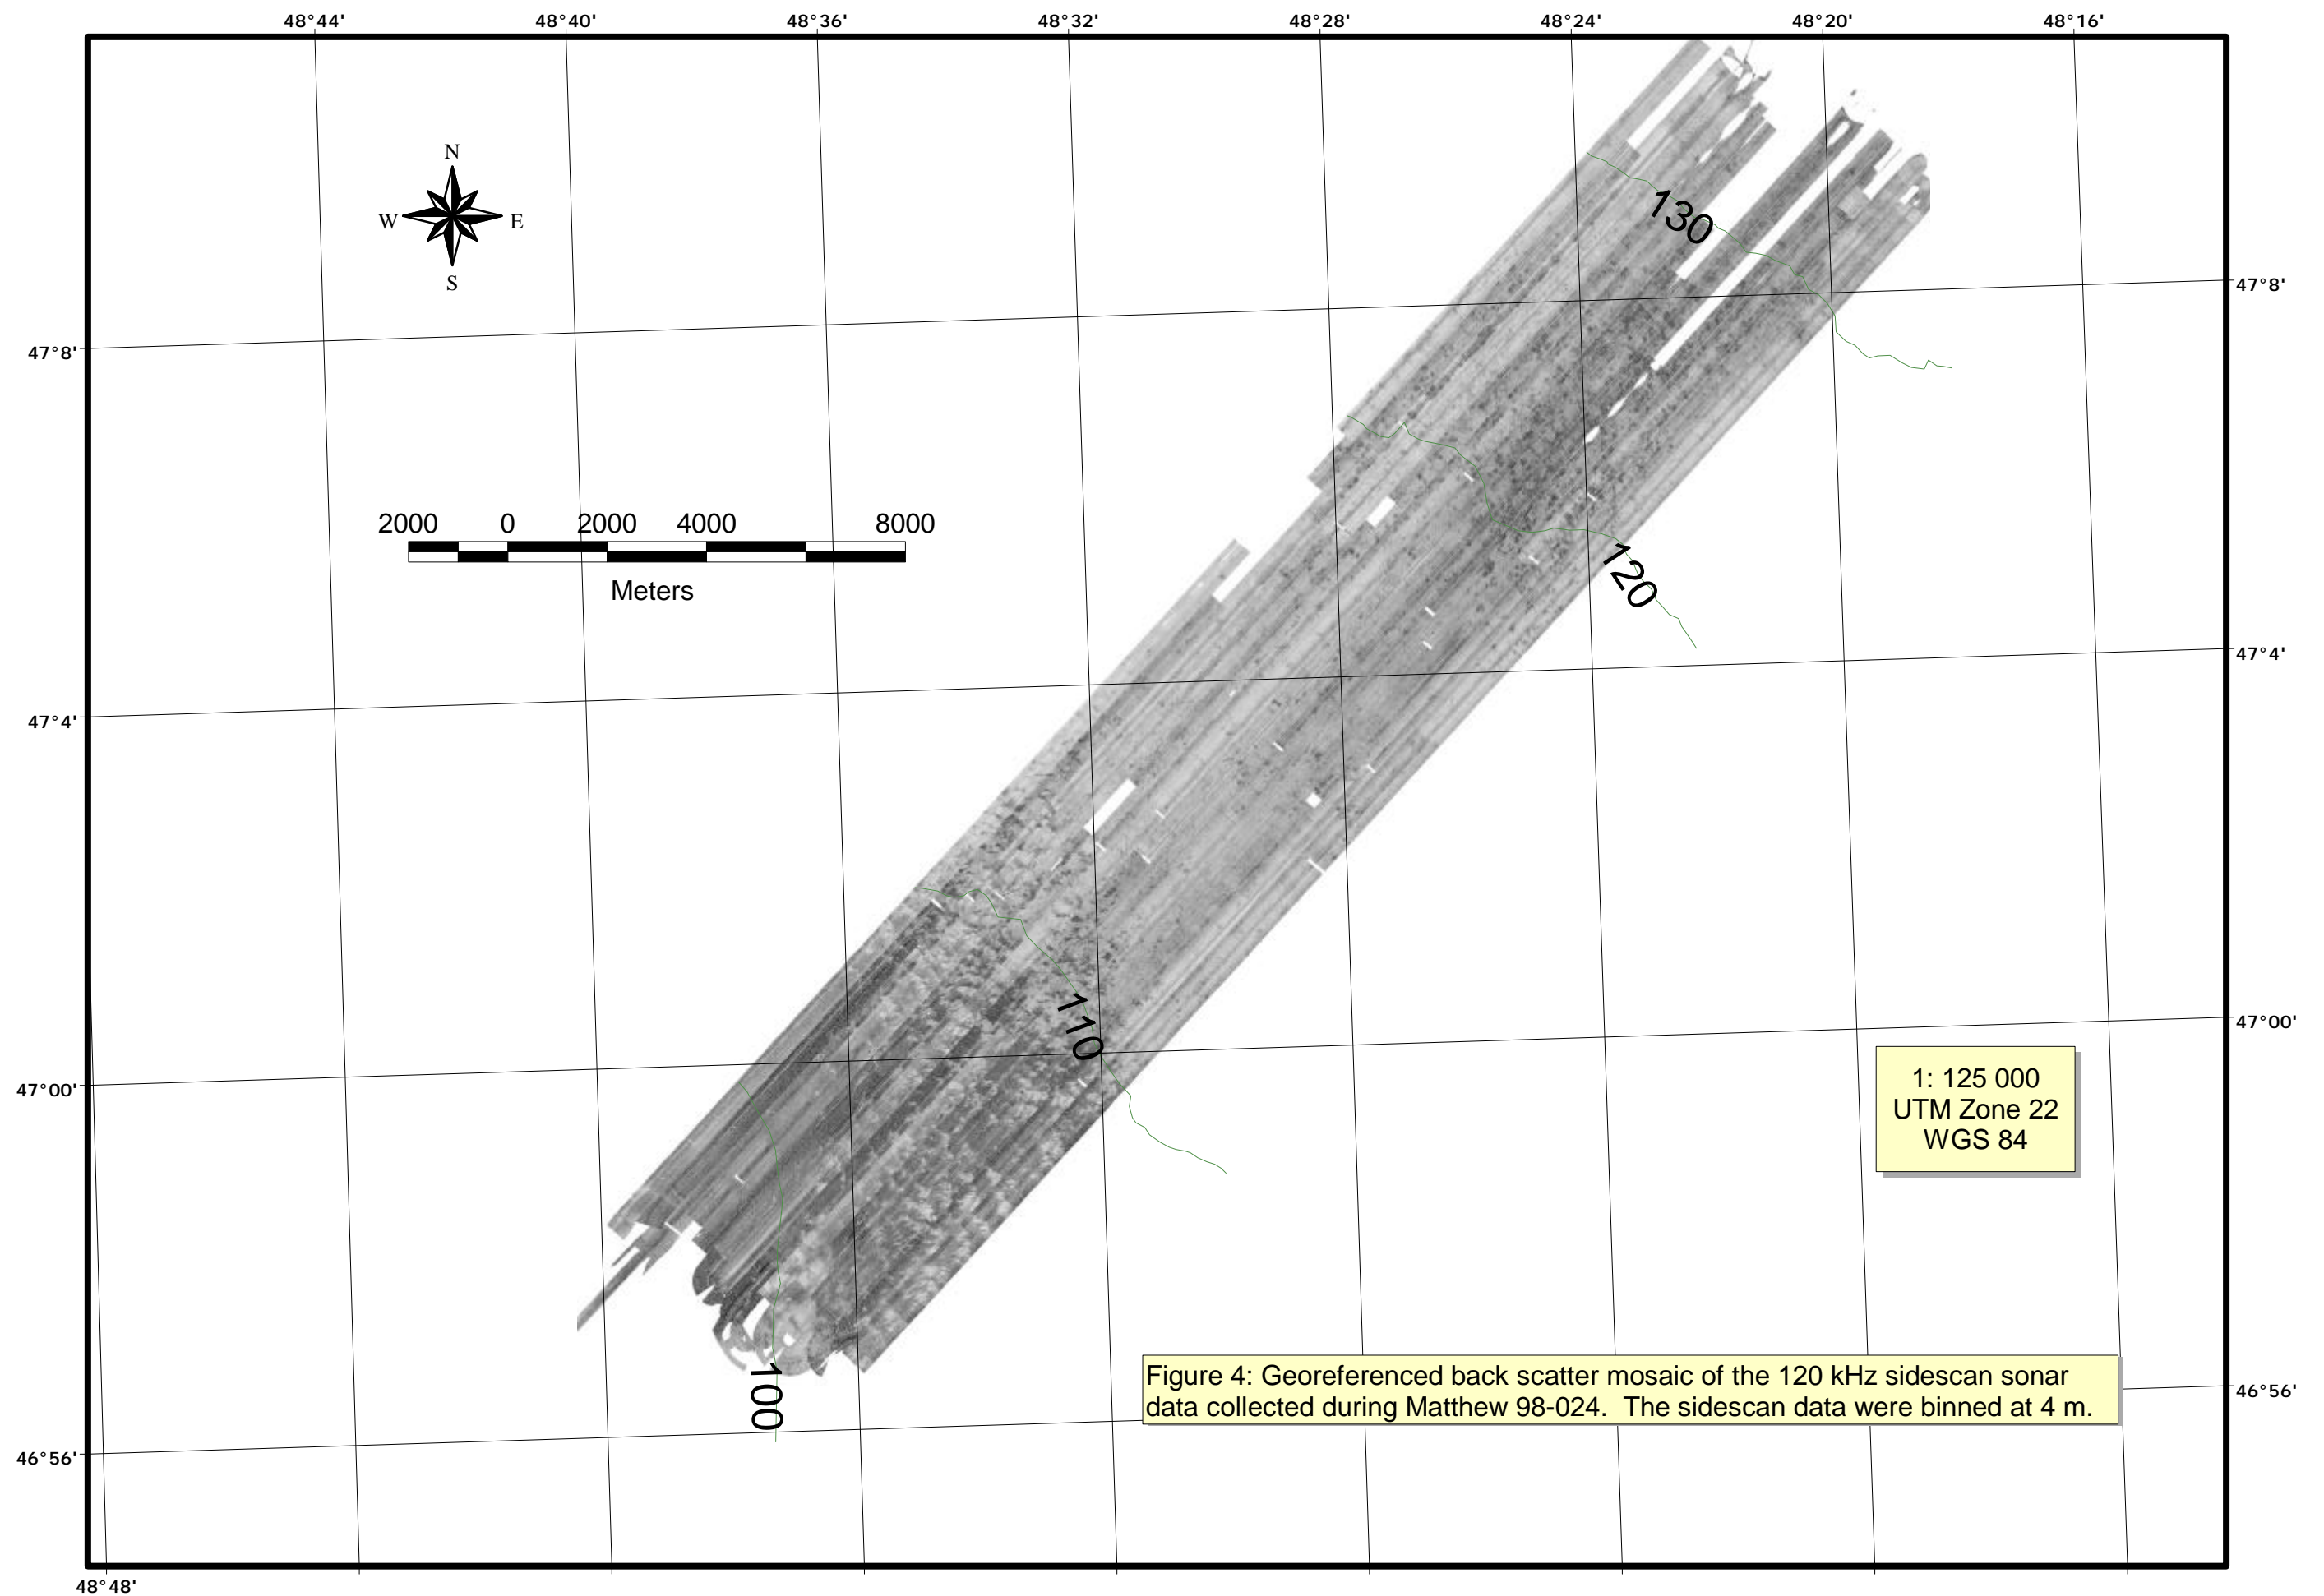 48°44' 48°40' 48°36' 48°32' 48°28' 48°24' 48°20' 48°16'
N
W E
S
130
47°8'
47°8'
2000 0 2000 4000 8000
Meters
120
47°4'
47°4'
110
47°00'
47°00'
1: 125 000
UTM Zone 22
WGS 84
100
Figure 4: Georeferenced back scatter mosaic of the 120 kHz sidescan sonar
data collected during Matthew 98-024.  The sidescan data were binned at 4 m.
46°56'
46°56'
48°48'